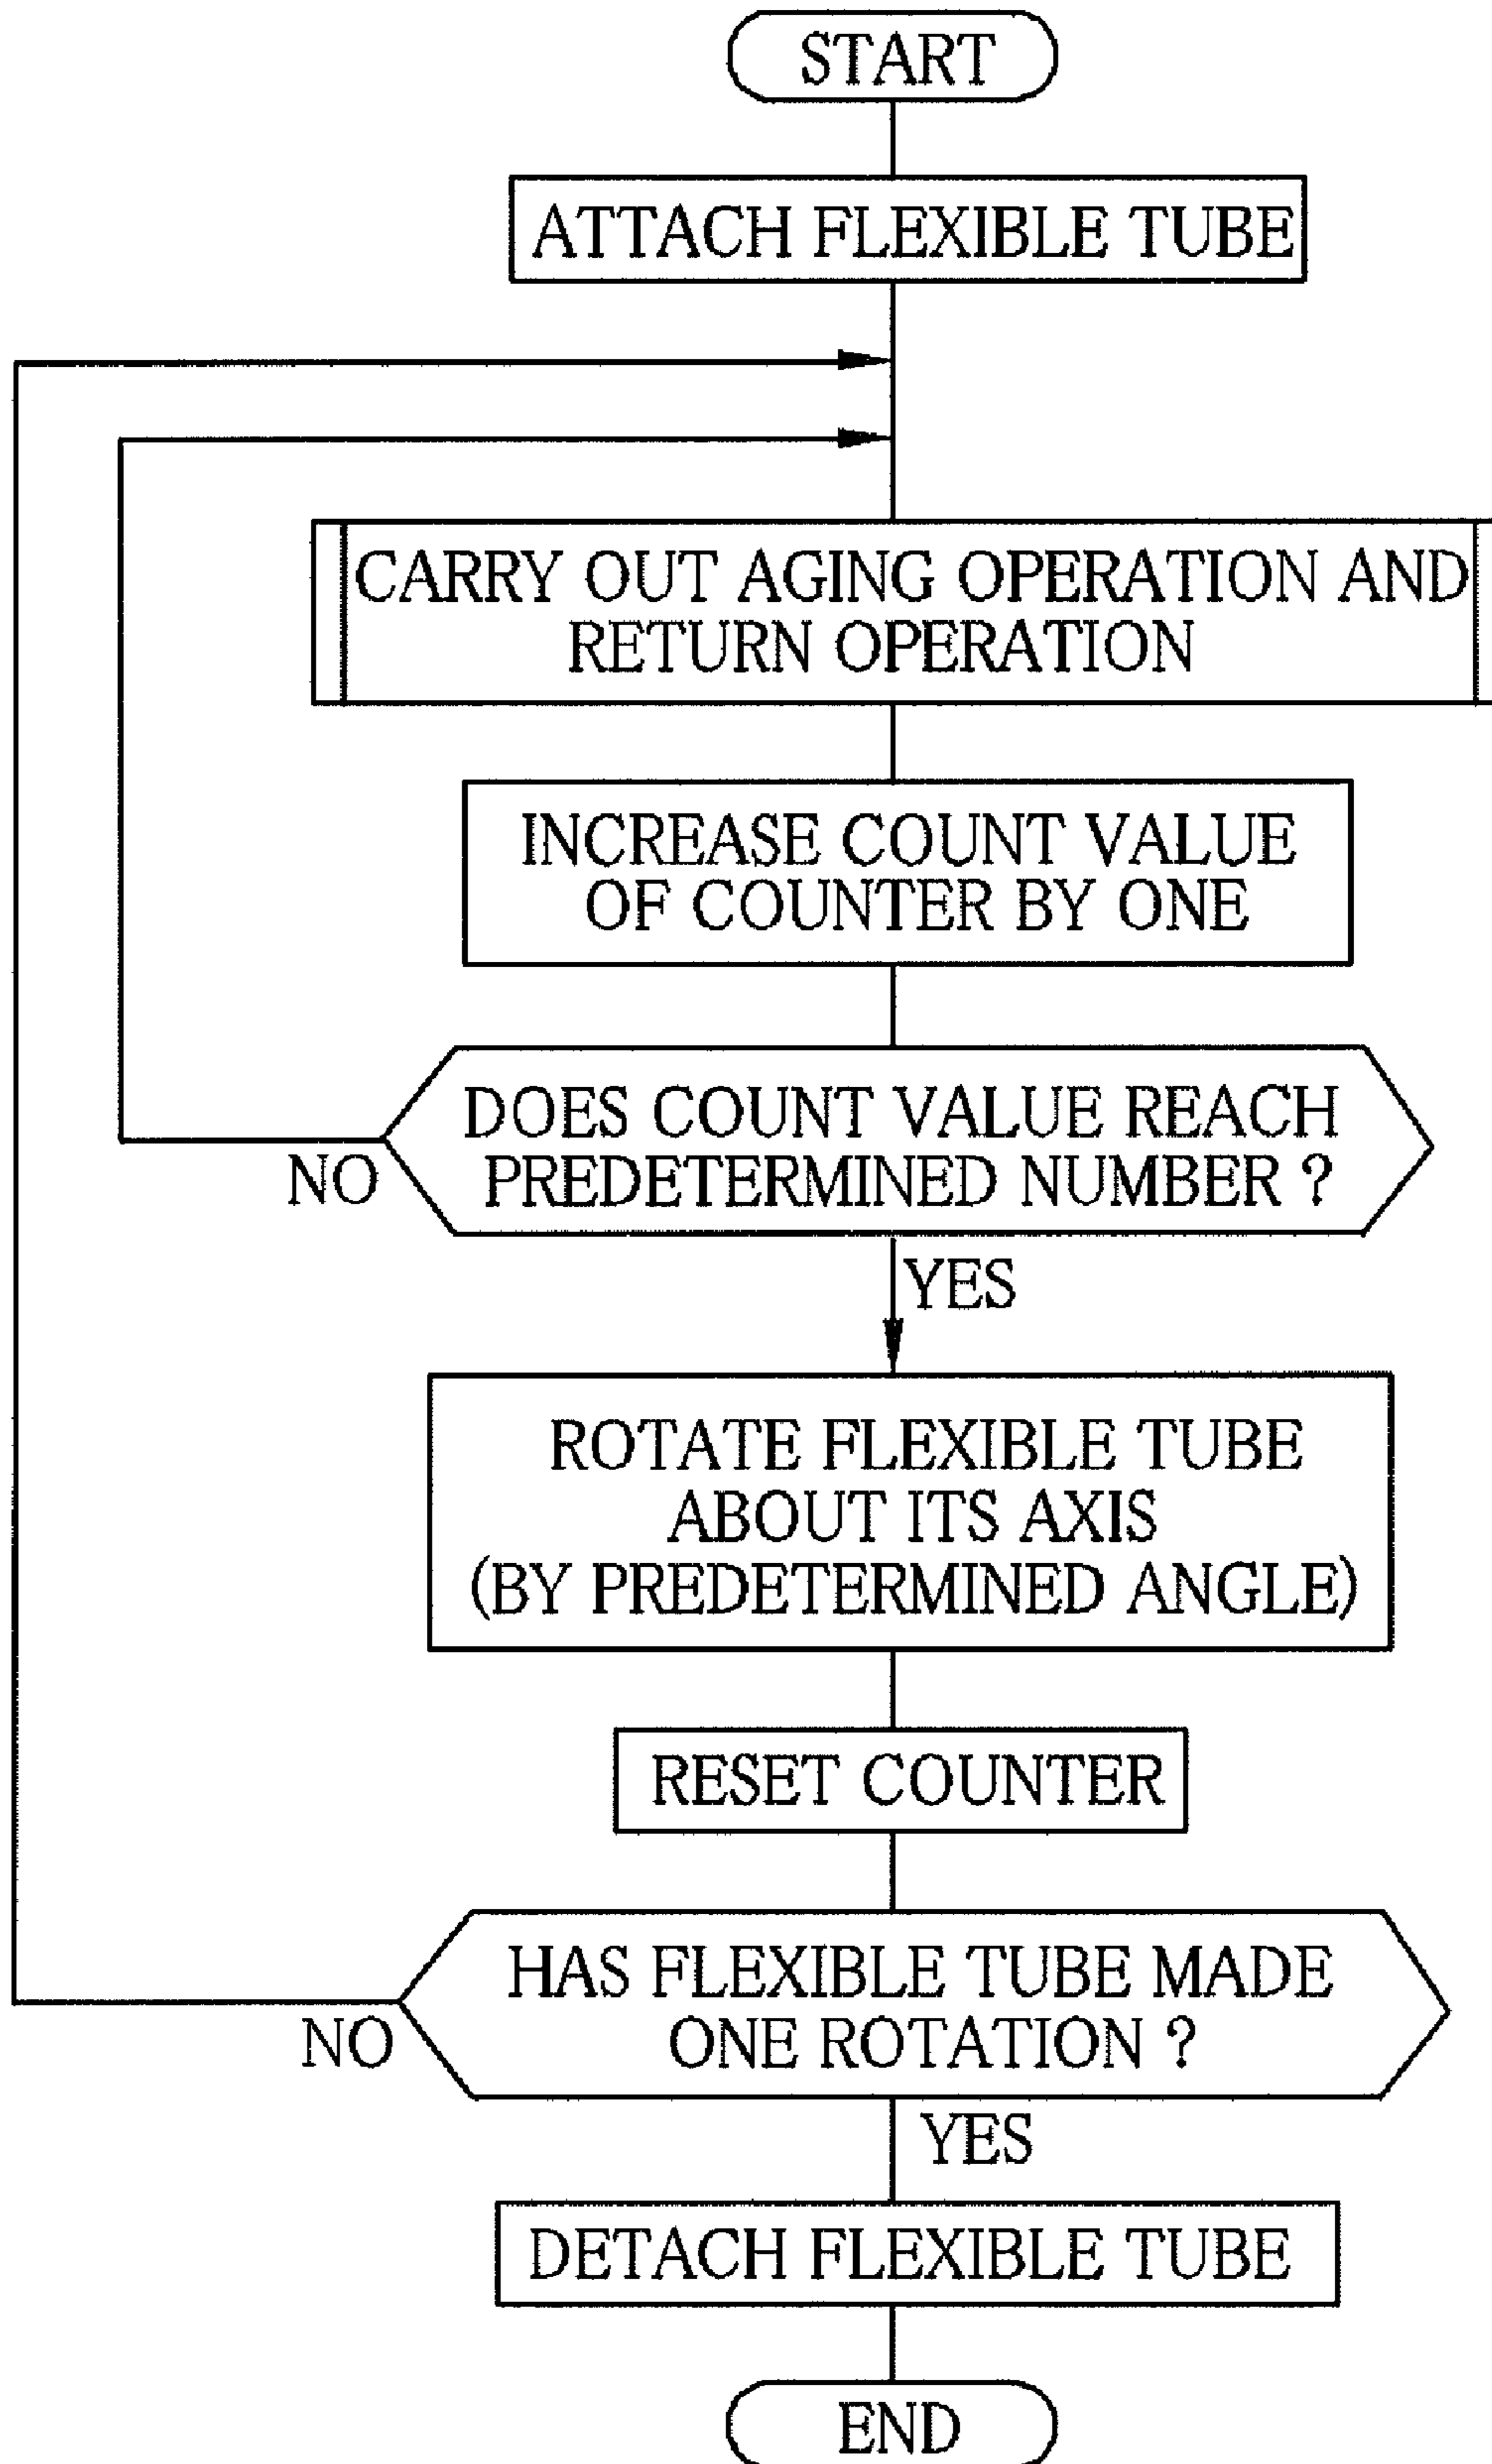 START
ATTACH FLEXIBLE TUBE
CARRY OUT AGING OPERATION AND
RETURN OPERATION
INCREASE COUNT VALUE
OF COUNTER BY ONE
DOES COUNT VALUE REACH
PREDETERMINED NUMBER ?
NO
YES
ROTATE FLEXIBLE TUBE
ABOUT ITS AXIS
(BY PREDETERMINED ANGLE)
RESET COUNTER
HAS FLEXIBLE TUBE MADE
ONE ROTATION ?
NO
YES
DETACH FLEXIBLE TUBE
END